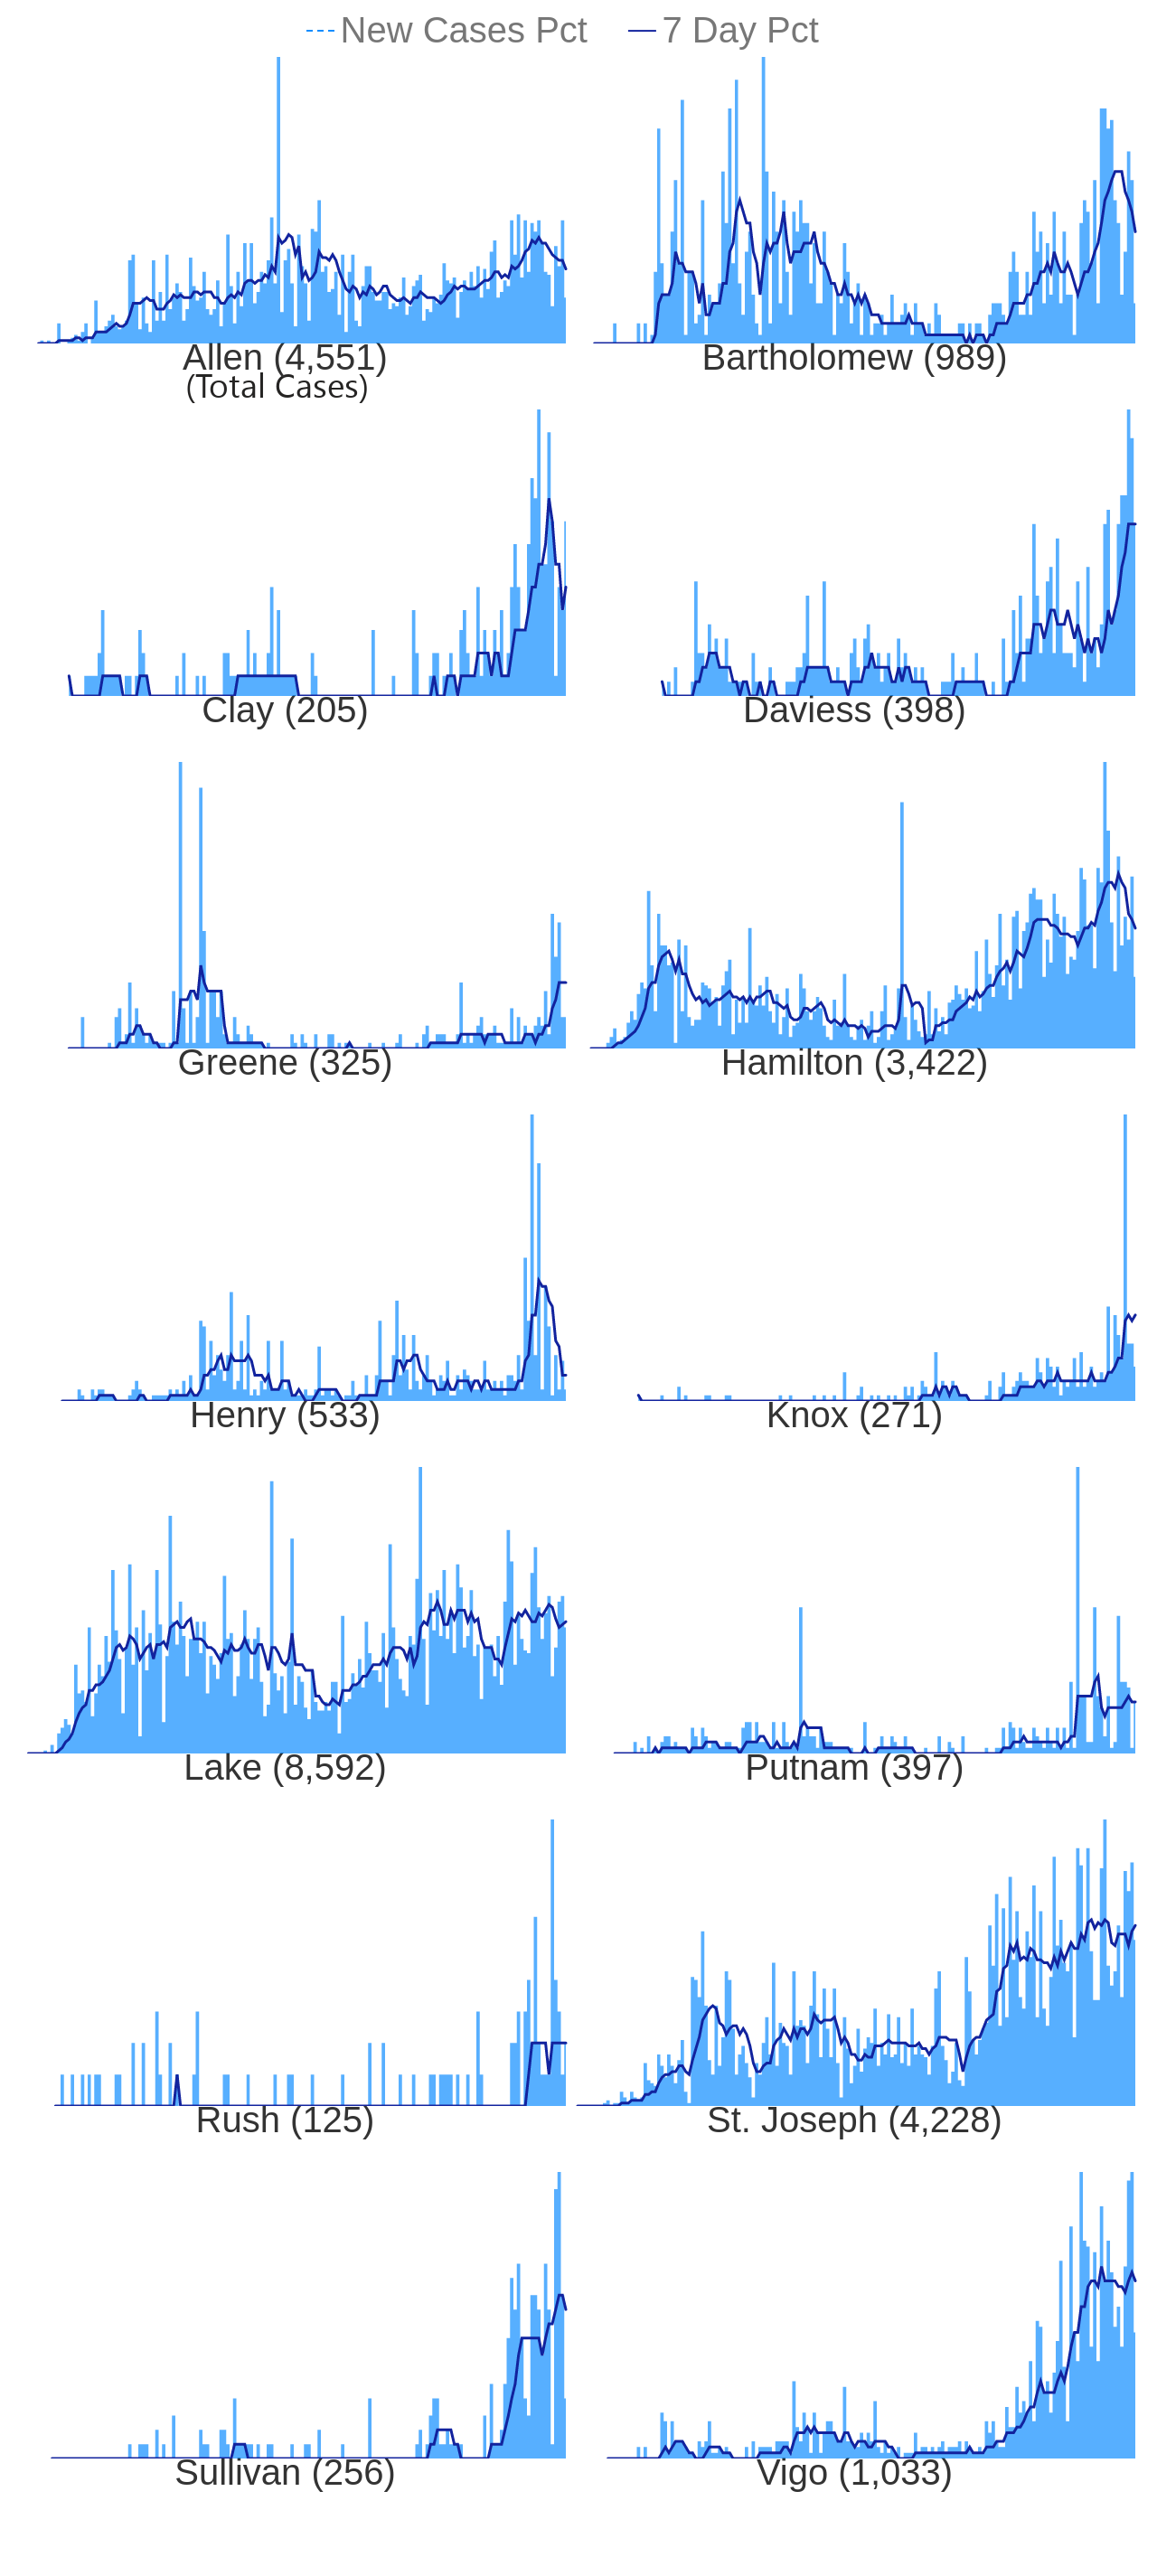 New Cases Pct 7 Day Pct
Allen (4,551) Bartholomew (989)
(Total Cases)
Clay (205) Daviess (398)
Greene (325) Hamilton (3,422)
Henry (533) Knox (271)
Lake (8,592) Putnam (397)
Rush (125) St. Joseph (4,228)
Sullivan (256) Vigo (1,033)